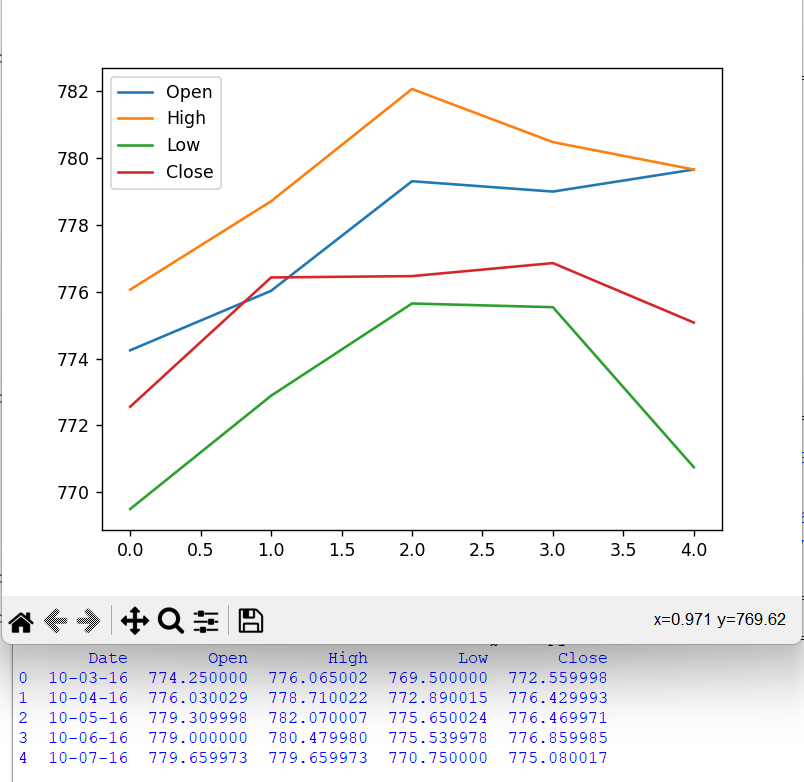 Open
High
Low
Close
782
780
778
776
774
772
770
0.0 0.5 1.0 1.5 2.0 2.5 3.0 3.5 4.0
x=0.971 y=769.62
Date Open High Low Close
0 10-03-16 774.250000 776.065002 769.500000 772.559998
1 10-04-16 776.030029 778.710022 772.890015 776.429993
2 10-05-16 779.309998 782.070007 775.650024 776.469971
3 10-06-16 779.000000 780.479980 775.539978 776.859985
4 10-07-16 779.659973 779.659973 770.750000 775.080017